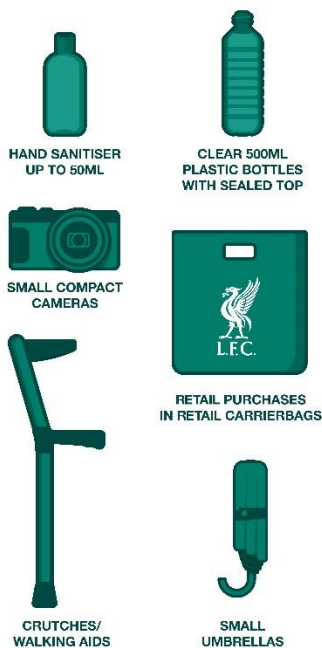 HAND SANITISER
UP TO 50ML
CLEAR 500ML
PLASTIC BOTTLES
WITH SEALED TOP
SMALL COMPACT
CAMERAS
L.F.C.
RETAIL PURCHASES
IN RETAIL CARRIERBAGS
CRUTCHES/
WALKING AIDS
SMALL
UMBRELLAS